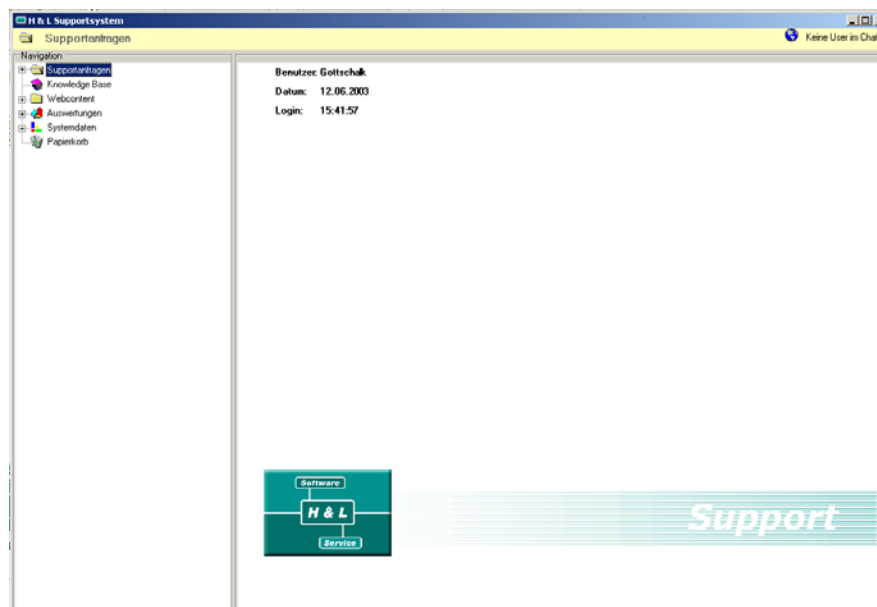 H & L Supportsystem
Supportanfragen
Keine User im Chat
Navigation
Supportanfragen
Knowledge Base
Webcontent
Auswertungen
Systemdaten
Papierkorb
Benutzer: Gottschalk
Datum: 12.06.2003
Login: 15:41:57
Software
H & L
Service
Support